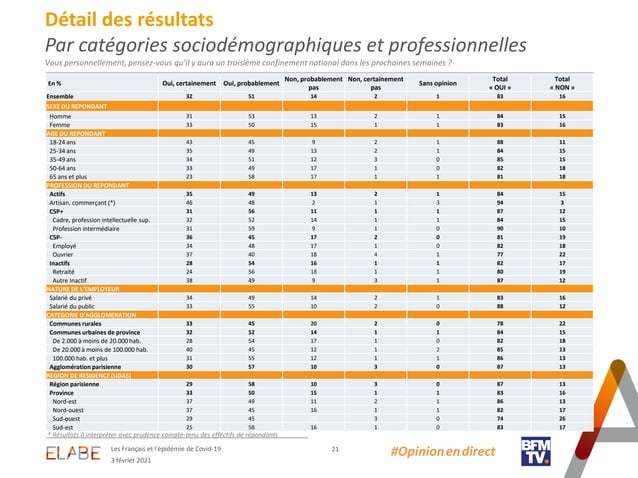 Détail des résultats
Par catégories sociodémographiques et professionnelles
Vous personnellement, pensez-vous qu'il y aura un troisième confinement national dans les prochaines semaines ?
En % Oui, certainement Oui, probablement Non, probablement pas Non, certainement pas Sans opinion Total « OUI » Total « NON »
Ensemble 32 51 14 2 1 83 16
SEXE DU REPONDANT
Homme 31 53 13 2 1 84 15
Femme 33 50 15 1 1 83 16
AGE DU REPONDANT
18-24 ans 43 45 9 2 1 88 11
25-34 ans 35 49 13 2 1 84 15
35-49 ans 34 51 12 3 0 85 15
50-64 ans 33 49 17 1 0 82 18
65 ans et plus 23 58 17 1 1 81 18
PROFESSION DU REPONDANT
Actifs 35 49 13 2 1 84 15
Artisan, commerçant (*) 46 48 2 1 3 94 3
CSP+ 31 56 11 1 1 87 12
Cadre, profession intellectuelle sup. 32 52 14 1 1 84 15
Profession intermédiaire 31 59 9 1 0 90 10
CSP- 36 45 17 2 0 81 19
Employé 34 48 17 1 0 82 18
Ouvrier 37 40 18 4 1 77 22
Inactifs 28 54 16 1 1 82 17
Retraité 24 56 18 1 1 80 19
Autre Inactif 38 49 9 3 1 87 12
NATURE DE L'EMPLOYEUR
Salarié du privé 34 49 14 2 1 83 16
Salarié du public 33 55 10 2 0 88 12
CATEGORIE D'AGGLOMERATION
Communes rurales 33 45 20 2 0 78 22
Communes urbaines de province 32 52 14 1 1 84 15
De 2.000 à moins de 20.000 hab. 28 54 17 1 0 82 18
De 20.000 à moins de 100.000 hab. 40 45 12 1 2 85 13
100.000 hab. et plus 31 55 12 1 1 86 13
Agglomération parisienne 30 57 10 3 0 87 13
REGION DE RESIDENCE (UDA5)
Région parisienne 29 58 10 3 0 87 13
Province 33 50 15 1 1 83 16
Nord-est 37 49 11 2 1 86 13
Nord-ouest 37 45 16 1 1 82 17
Sud-ouest 29 45 3 0 74 26
Sud-est 25 58 16 1 0 83 17
* Résultats à interpréter avec prudence compte-tenu des effectifs de répondants
ELABE
Les Français et l'épidémie de Covid-19
3 février 2021
21
#Opinionendirect
BFM
TV.